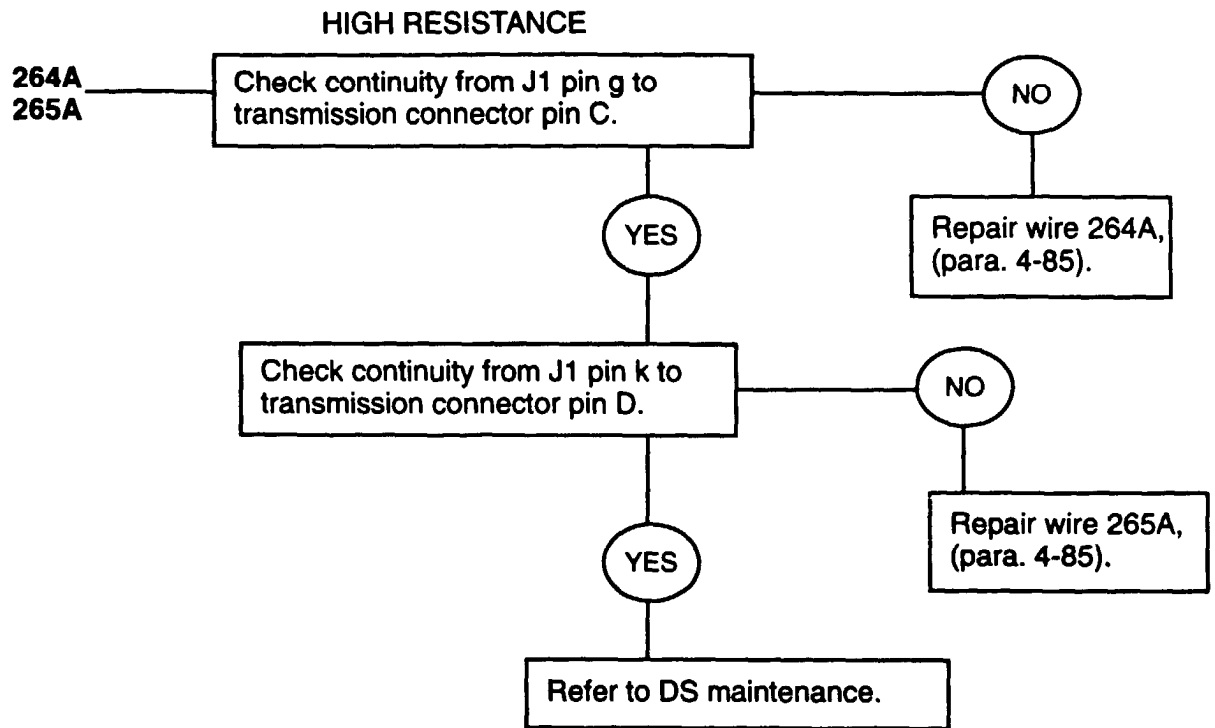 HIGH RESISTANCE
264A
265A
Check continuity from J1 pin g to
transmission connector pin C.
NO
YES
Repair wire 264A,
(para. 4-85).
Check continuity from J1 pin k to
transmission connector pin D.
NO
YES
Repair wire 265A,
(para. 4-85).
Refer to DS maintenance.